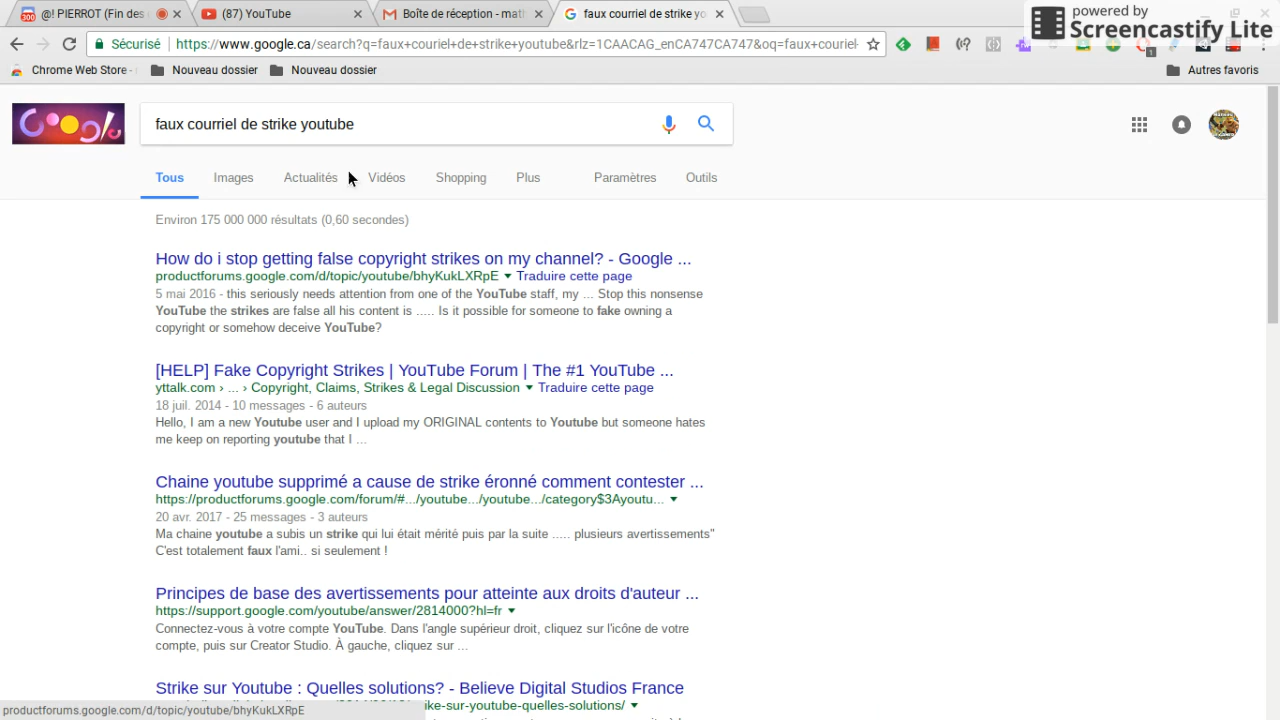 @! PIERROT (Fin des
(87) YouTube
Boîte de réception - mat
faux courriel de strike yo
powered by
Screencastify Lite
Sécurisé
https://www.google.ca/search?q=faux+couriel+de+strike+youtube&rlz=1CAACAG_enCA747CA747&oq=faux+couriel-
Chrome Web Store -
Nouveau dossier
Nouveau dossier
Autres favoris
faux courriel de strike youtube
Tous Images Actualités Vidéos Shopping Plus Paramètres Outils
Environ 175 000 000 résultats (0,60 secondes)
How do i stop getting false copyright strikes on my channel? - Google ...
productforums.google.com/d/topic/youtube/bhyKukLXRpE ▼ Traduire cette page
5 mai 2016 - this seriously needs attention from one of the YouTube staff, my ... Stop this nonsense
YouTube the strikes are false all his content is ..... Is it possible for someone to fake owning a
copyright or somehow deceive YouTube?
[HELP] Fake Copyright Strikes | YouTube Forum | The #1 YouTube ...
yttalk.com › ... › Copyright, Claims, Strikes & Legal Discussion ▼ Traduire cette page
18 juil. 2014 - 10 messages - 6 auteurs
Hello, I am a new Youtube user and I upload my ORIGINAL contents to Youtube but someone hates
me keep on reporting youtube that I ...
Chaine youtube supprimé a cause de strike éronné comment contester ...
https://productforums.google.com/forum/#.../youtube.../youtube.../category$3Ayoutu... ▼
20 avr. 2017 - 25 messages - 3 auteurs
Ma chaine youtube a subis un strike qui lui était mérité puis par la suite ..... plusieurs avertissements"
C'est totalement faux l'ami.. si seulement !
Principes de base des avertissements pour atteinte aux droits d'auteur ...
https://support.google.com/youtube/answer/2814000?hl=fr ▼
Connectez-vous à votre compte YouTube. Dans l'angle supérieur droit, cliquez sur l'icône de votre
compte, puis sur Creator Studio. À gauche, cliquez sur ...
Strike sur Youtube : Quelles solutions? - Believe Digital Studios France
ike-sur-youtube-quelles-solutions/ ▼
productforums.google.com/d/topic/youtube/bhyKukLXRpE